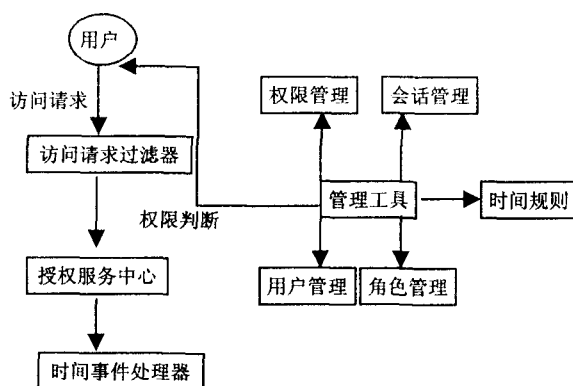 用户
访问请求
访问请求过滤器
权限判断
授权服务中心
时间事件处理器
权限管理
会话管理
管理工具
时间规则
用户管理
角色管理